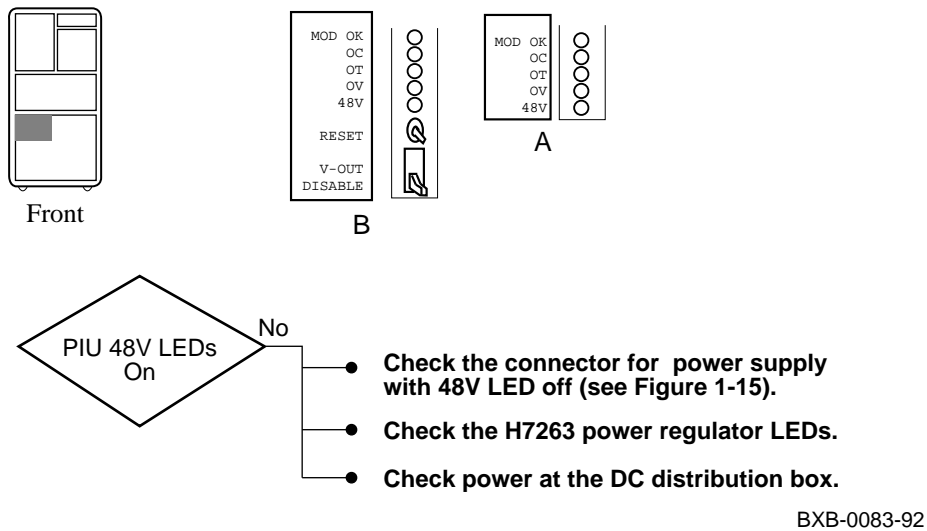 MOD OK
OC
OT
OV
48V
RESET
V-OUT
DISABLE
B
MOD OK
OC
OT
OV
48V
A
Front
PIU 48V LEDs
On
No
Check the connector for power supply
with 48V LED off (see Figure 1-15).
Check the H7263 power regulator LEDs.
Check power at the DC distribution box.
BXB-0083-92